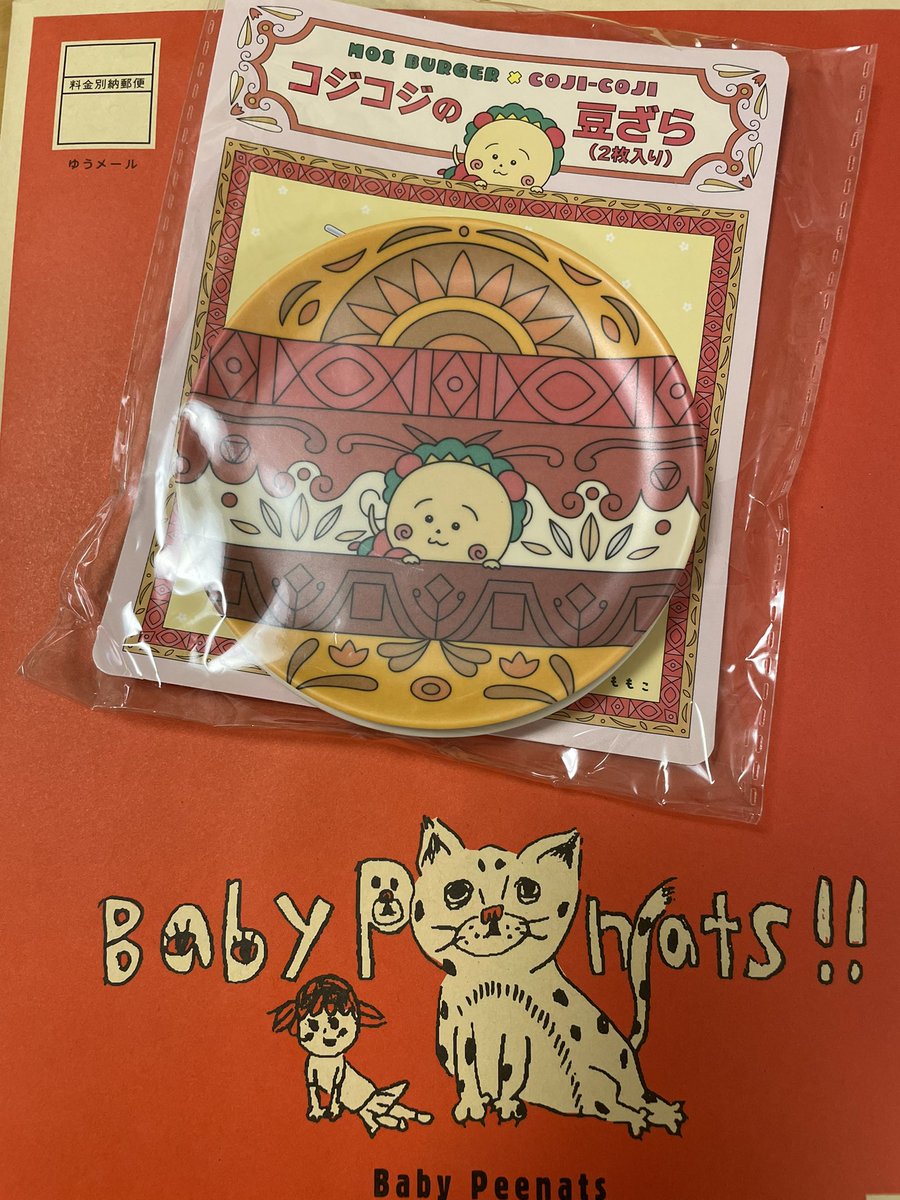 料金別納郵便
ゆうメール
MOS BURGER × COJI-COJI
コジコジの
豆ざら
(2枚入り)
ももこ
Baby Peenats!!
Baby Peenats